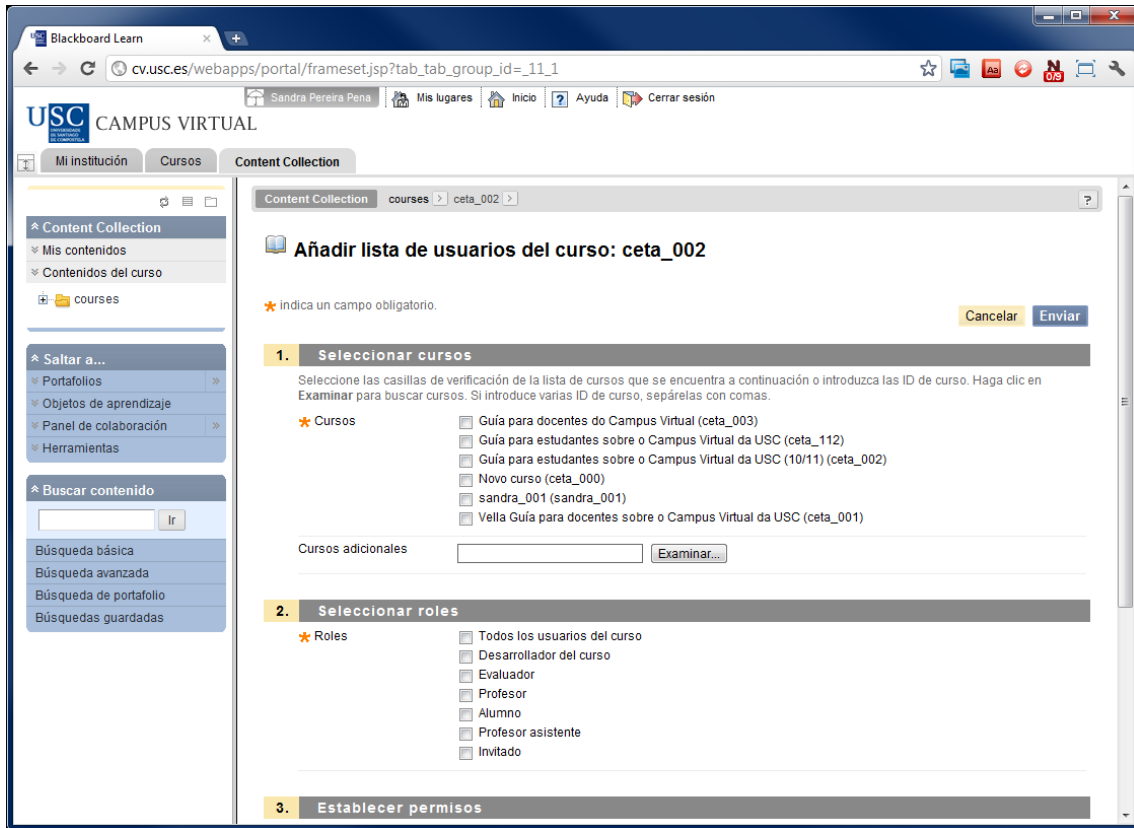 Blackboard Learn
cv.usc.es/webapps/portal/frameset.jsp?tab_tab_group_id=_11_1
Sandra Pereira Pena Mis lugares Inicio Ayuda Cerrar sesión
USC CAMPUS VIRTUAL
UNIVERSIDADE DE SANTIAGO DE COMPOSTELA
Mi institución Cursos Content Collection
Content Collection courses > ceta_002 > ?
Content Collection
Mis contenidos
Contenidos del curso
courses
Saltar a...
Portafolios
Objetos de aprendizaje
Panel de colaboración
Herramientas
Buscar contenido
Ir
Búsqueda básica
Búsqueda avanzada
Búsqueda de portafolio
Búsquedas guardadas
Añadir lista de usuarios del curso: ceta_002
indica un campo obligatorio.
Cancelar Enviar
1. Seleccionar cursos
Seleccione las casillas de verificación de la lista de cursos que se encuentra a continuación o introduzca las ID de curso. Haga clic en
Examinar para buscar cursos. Si introduce varias ID de curso, sepárelas con comas.
Cursos
Guía para docentes do Campus Virtual (ceta_003)
Guía para estudantes sobre o Campus Virtual da USC (ceta_112)
Guía para estudantes sobre o Campus Virtual da USC (10/11) (ceta_002)
Novo curso (ceta_000)
sandra_001 (sandra_001)
Vella Guía para docentes sobre o Campus Virtual da USC (ceta_001)
Cursos adicionales Examinar...
2. Seleccionar roles
Roles
Todos los usuarios del curso
Desarrollador del curso
Evaluador
Profesor
Alumno
Profesor asistente
Invitado
3. Establecer permisos